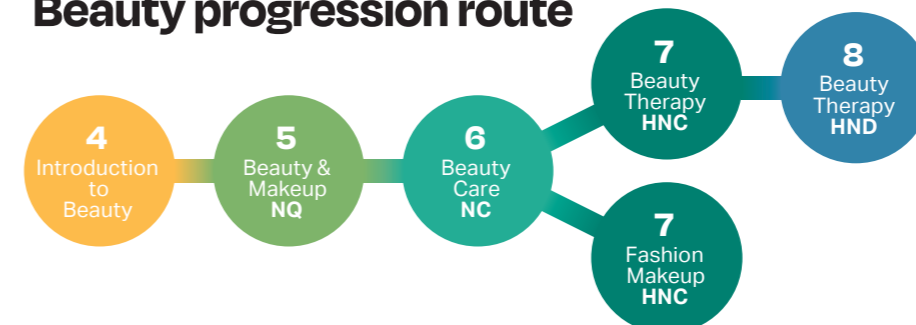 Beauty progression route
4
Introduction
to
Beauty
5
Beauty &
Makeup
NQ
6
Beauty
Care
NC
7
Beauty
Therapy
HNC
8
Beauty
Therapy
HND
7
Fashion
Makeup
HNC